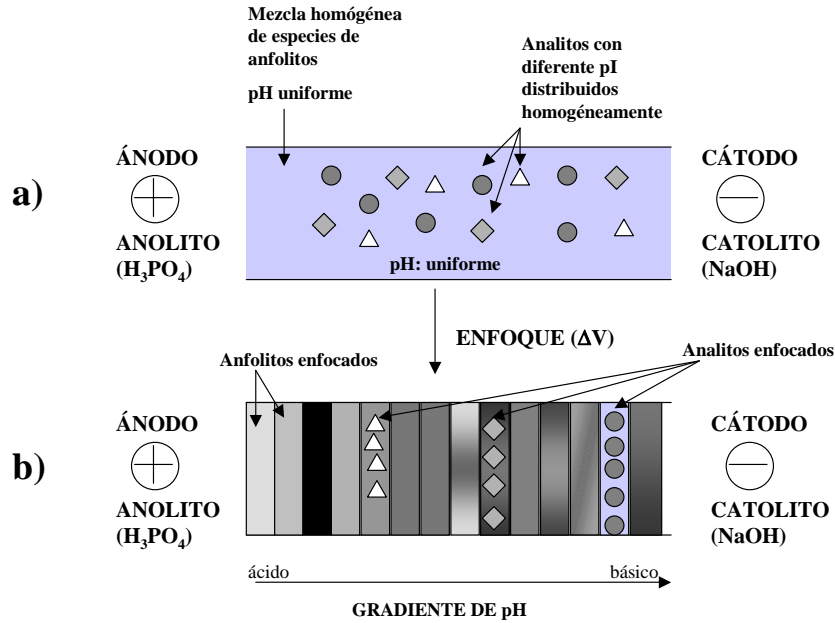 Mezcla homógénea
de especies de
anfolitos
pH uniforme
Analitos con
diferente pI
distribuidos
homogéneamente
a)
ÁNODO
ANOLITO
(H₃PO₄)
pH: uniforme
CÁTODO
CATOLITO
(NaOH)
ENFOQUE (ΔV)
Anfolitos enfocados
Analitos enfocados
b)
ÁNODO
ANOLITO
(H₃PO₄)
CÁTODO
CATOLITO
(NaOH)
ácido
básico
GRADIENTE DE pH